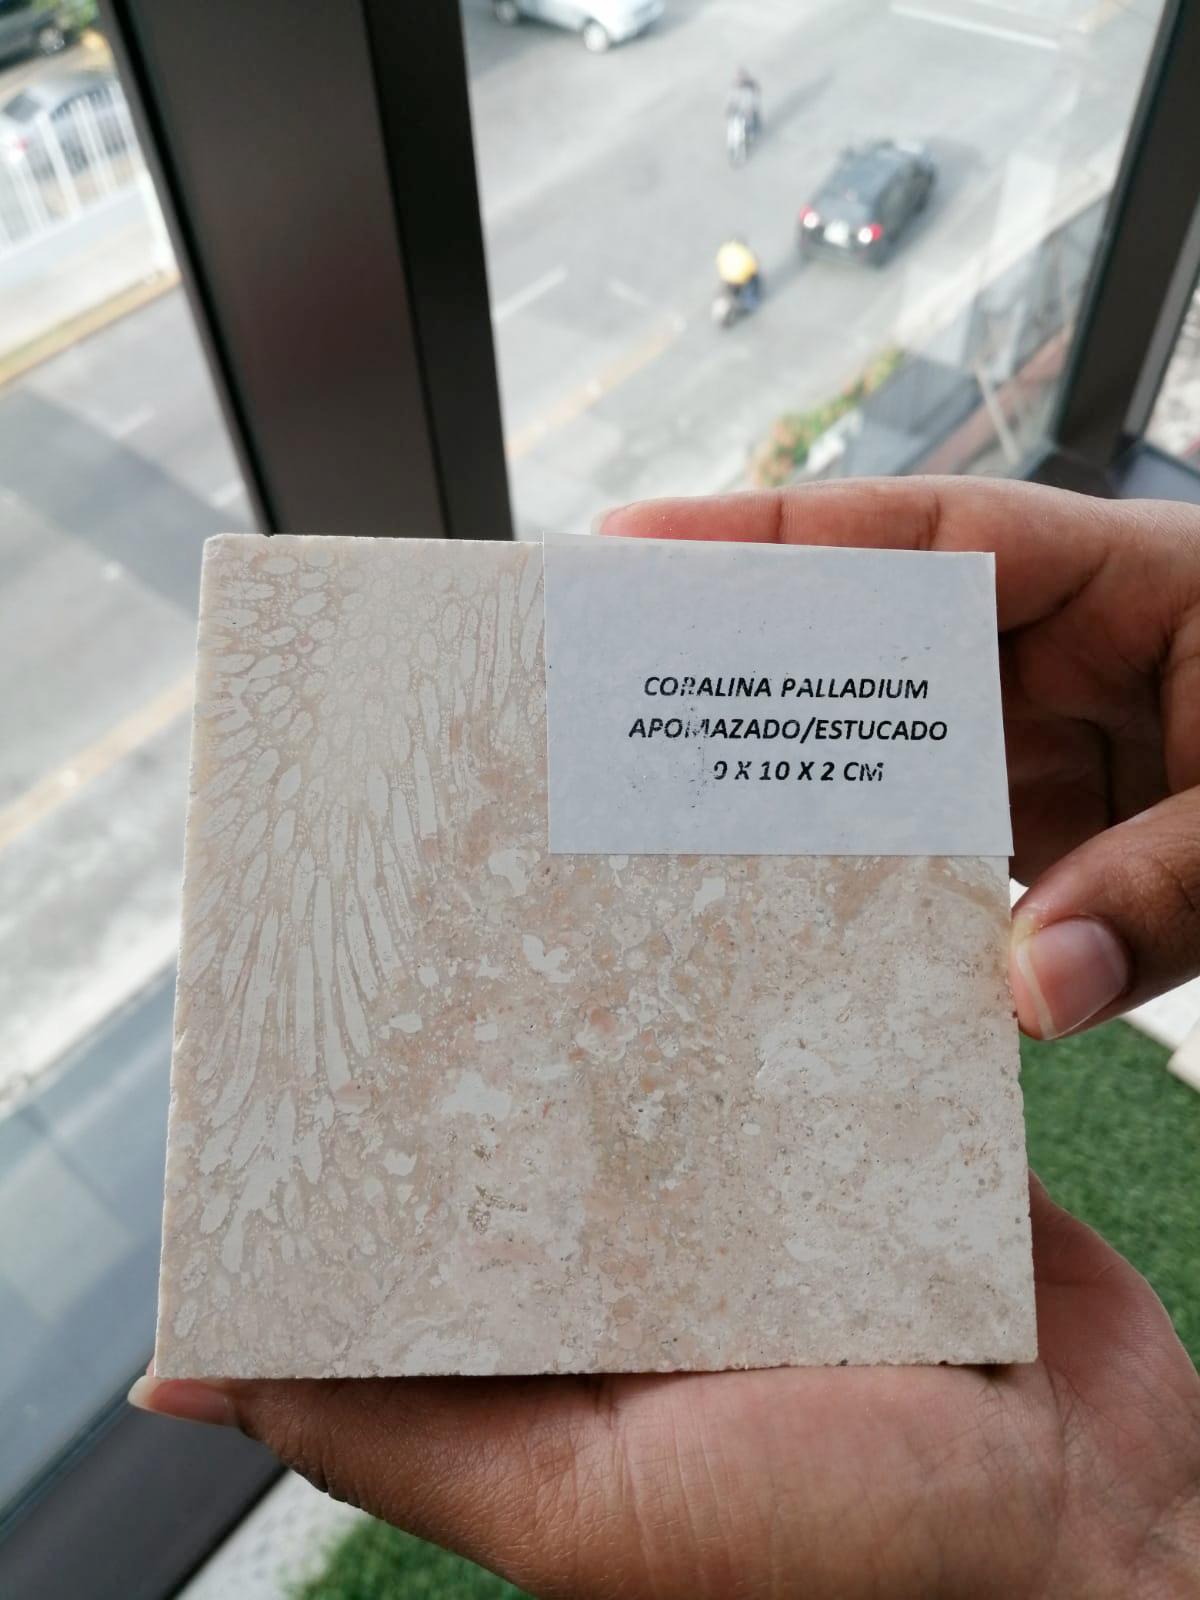 CORALINA PALLADIUM
APOMAZADO/ESTUCADO
0 X 10 X 2 CM